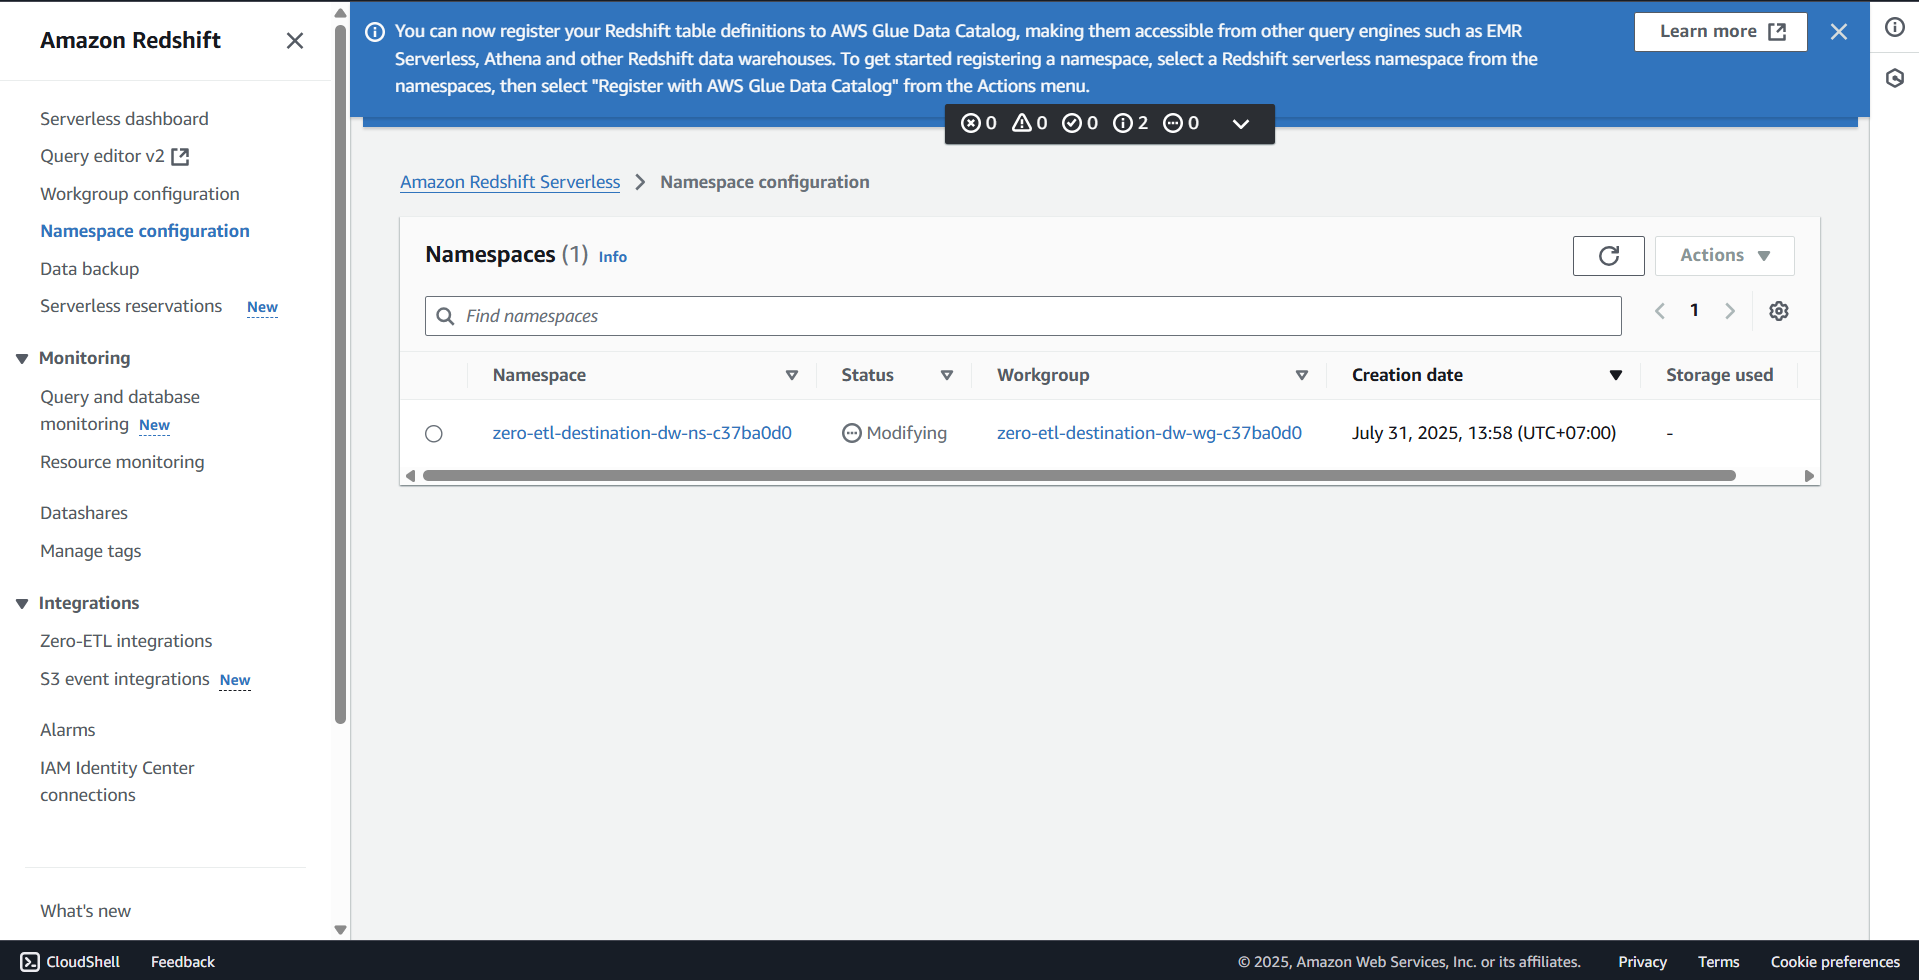 Amazon Redshift
Serverless dashboard
Query editor v2
Workgroup configuration
Namespace configuration
Data backup
Serverless reservations New
Monitoring
Query and database
monitoring New
Resource monitoring
Datashares
Manage tags
Integrations
Zero-ETL integrations
S3 event integrations New
Alarms
IAM Identity Center
connections
What's new
You can now register your Redshift table definitions to AWS Glue Data Catalog, making them accessible from other query engines such as EMR
Serverless, Athena and other Redshift data warehouses. To get started registering a namespace, select a Redshift serverless namespace from the
namespaces, then select "Register with AWS Glue Data Catalog" from the Actions menu.
Learn more
0 0 0 2 0
Amazon Redshift Serverless Namespace configuration
Namespaces (1) Info
Actions
Find namespaces
1
Namespace Status Workgroup Creation date Storage used
zero-etl-destination-dw-ns-c37ba0d0 Modifying zero-etl-destination-dw-wg-c37ba0d0 July 31, 2025, 13:58 (UTC+07:00) -
CloudShell Feedback © 2025, Amazon Web Services, Inc. or its affiliates. Privacy Terms Cookie preferences